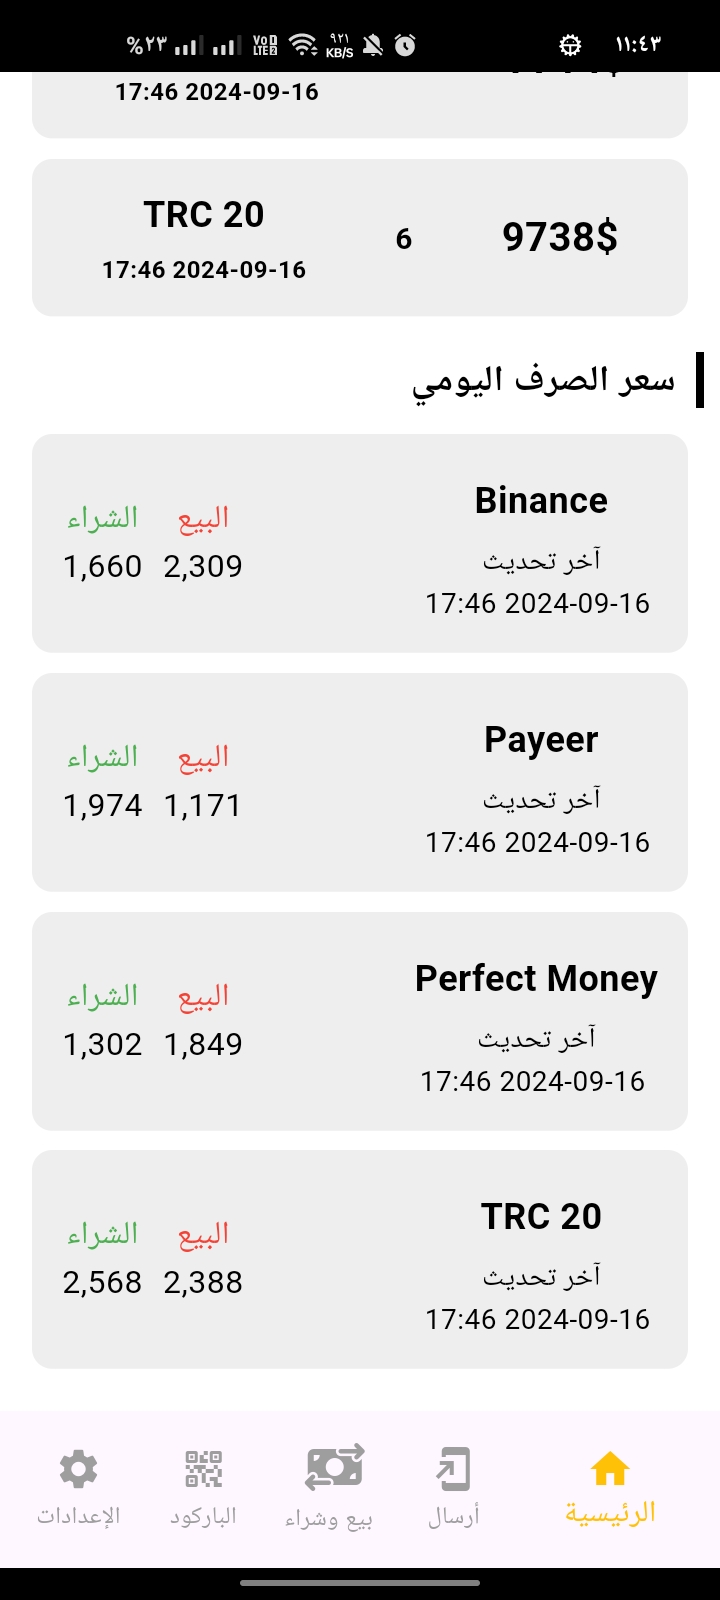 ١١:٤٣
%٢٣
VoD LTE2
٩٢١ KB/S
17:46 2024-09-16
TRC 20
17:46 2024-09-16
6
9738$
سعر الصرف اليومي
Binance
آخر تحديث
17:46 2024-09-16
البيع
2,309
الشراء
1,660
Payeer
آخر تحديث
17:46 2024-09-16
البيع
1,171
الشراء
1,974
Perfect Money
آخر تحديث
17:46 2024-09-16
البيع
1,849
الشراء
1,302
TRC 20
آخر تحديث
17:46 2024-09-16
البيع
2,388
الشراء
2,568
الرئيسية
أرسال
بيع وشراء
الباركود
الإعدادات